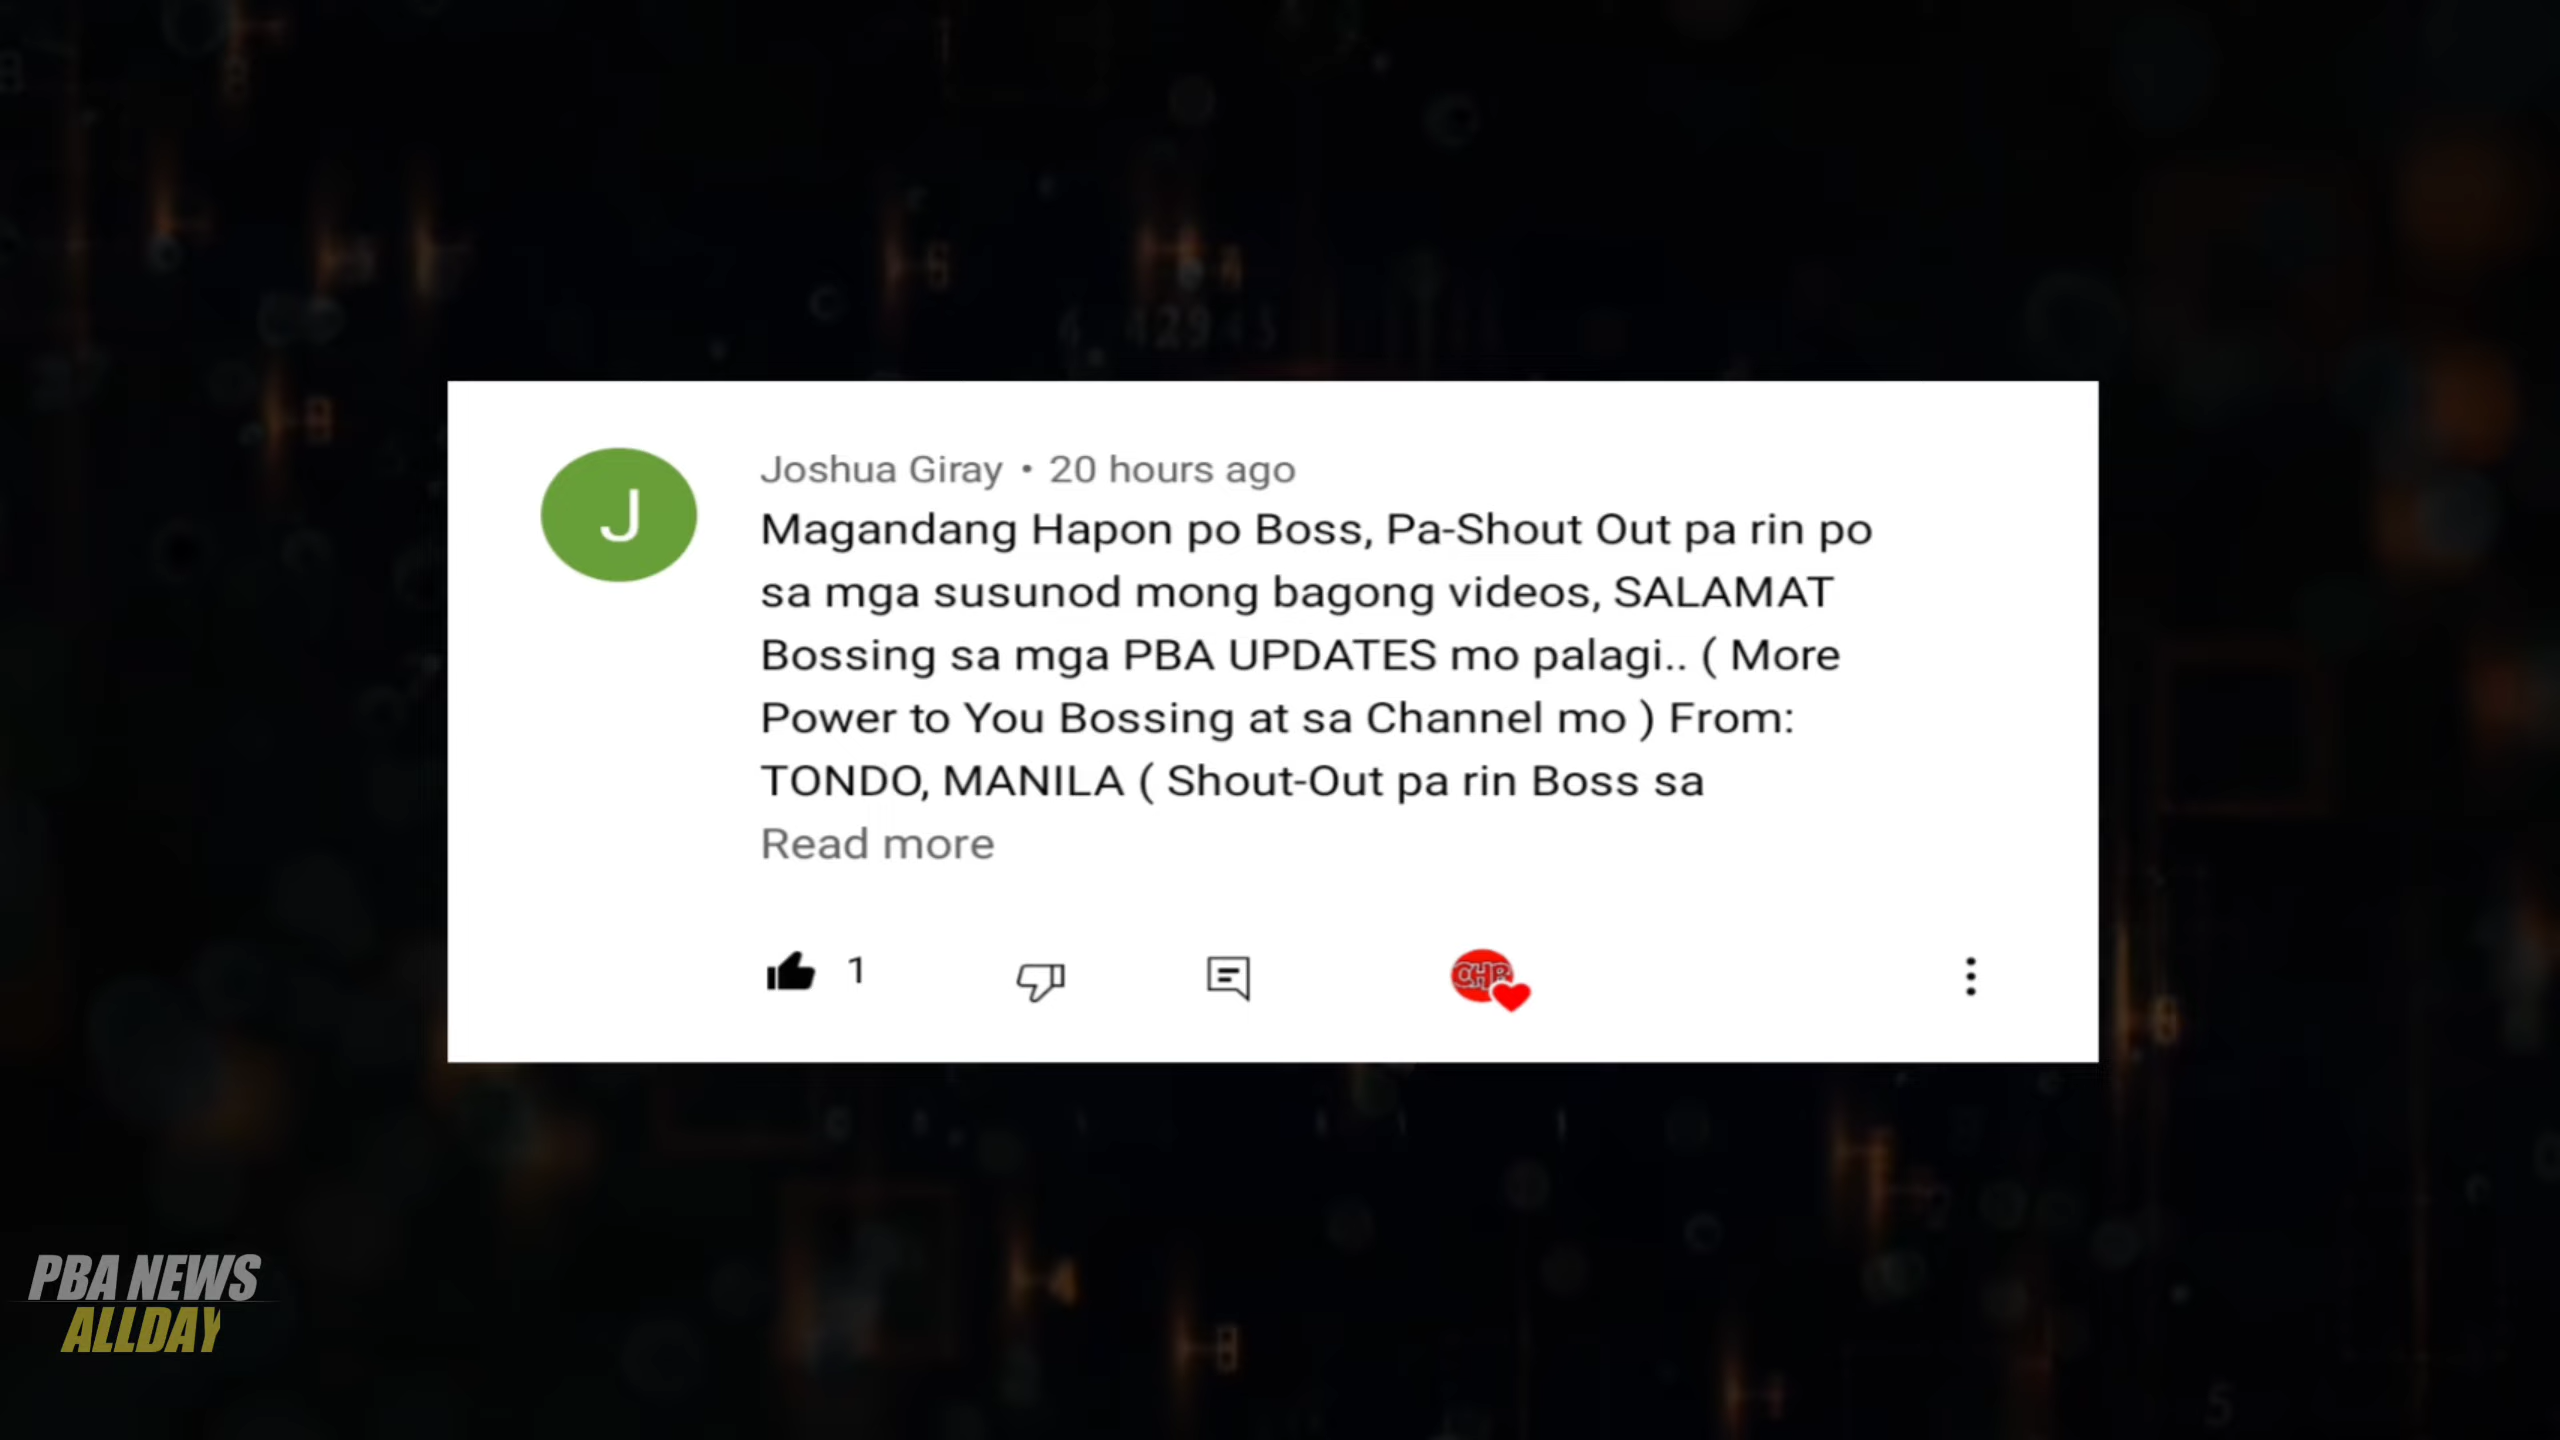 Joshua Giray • 20 hours ago
Magandang Hapon po Boss, Pa-Shout Out pa rin po
sa mga susunod mong bagong videos, SALAMAT
Bossing sa mga PBA UPDATES mo palagi.. ( More
Power to You Bossing at sa Channel mo ) From:
TONDO, MANILA ( Shout-Out pa rin Boss sa
Read more
J
1
CHR
PBA NEWS
ALLDAY